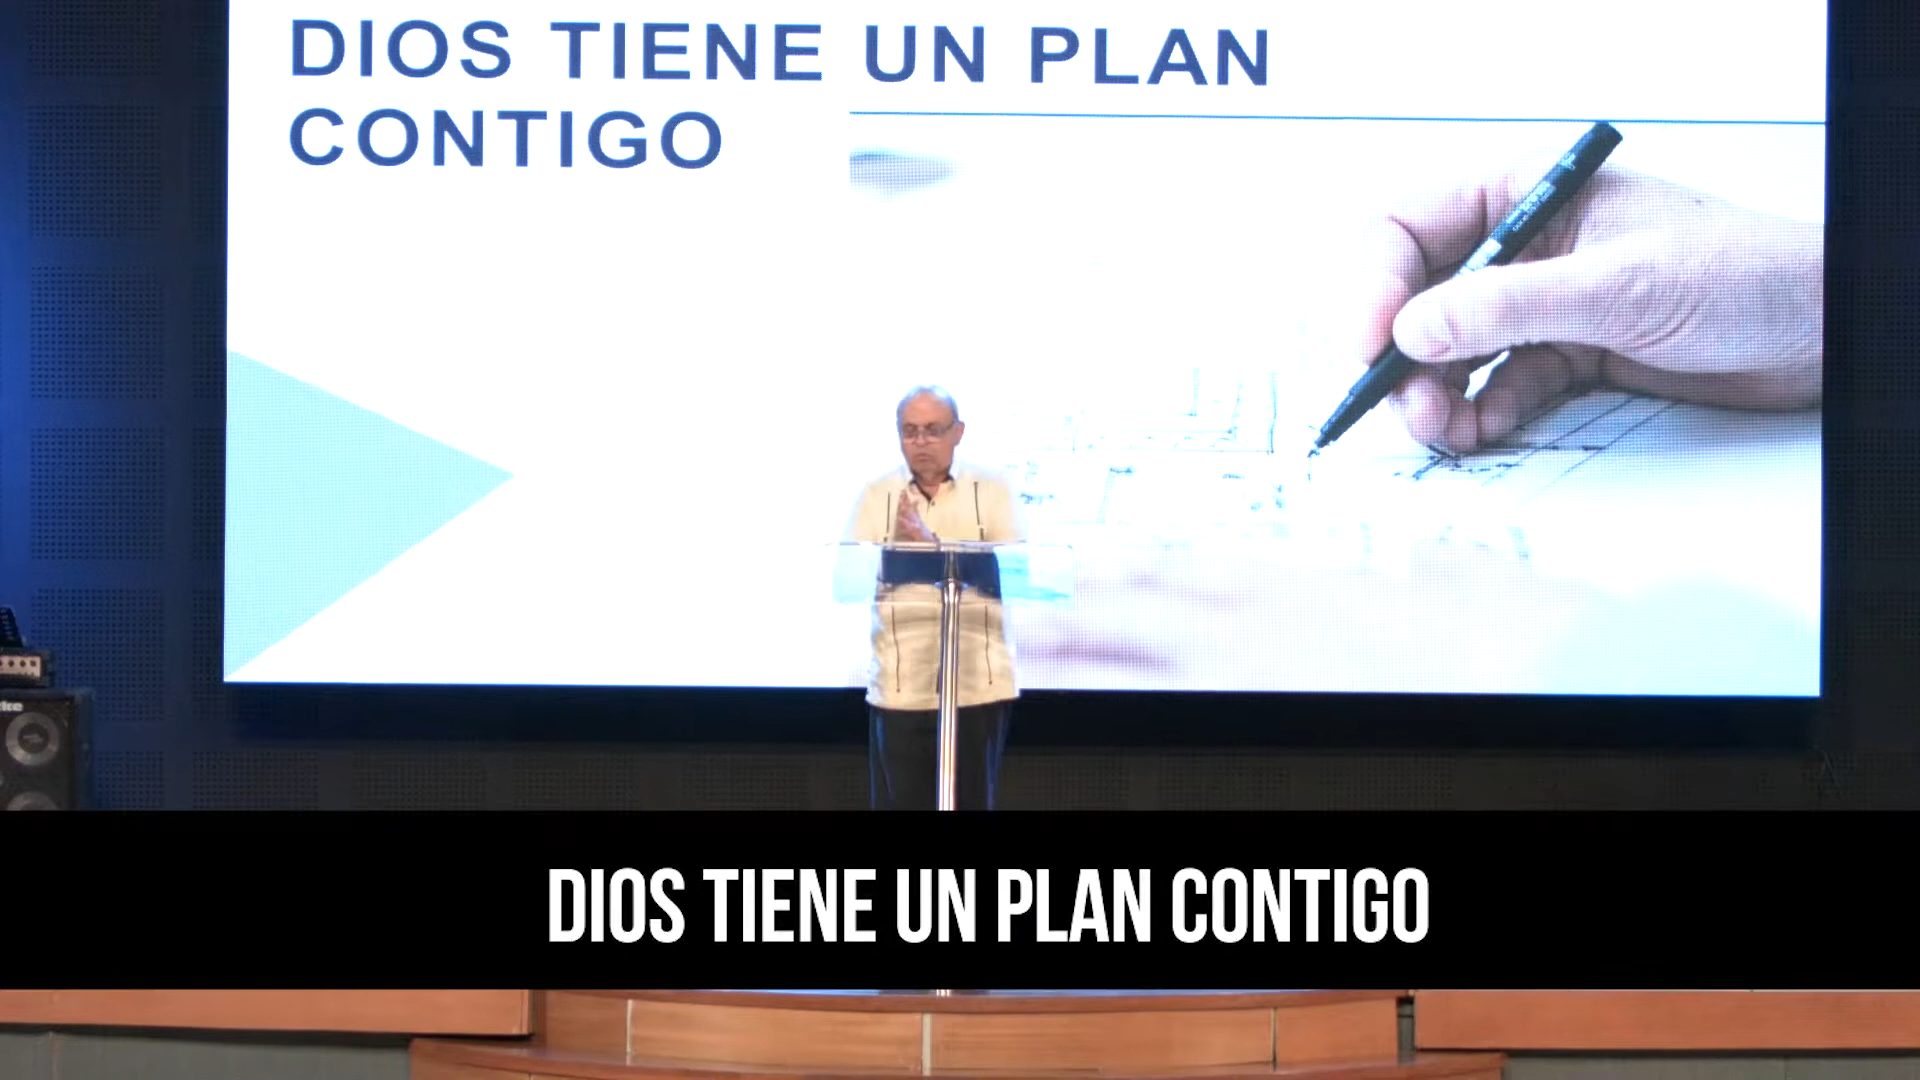 DIOS TIENE UN PLAN
CONTIGO
DIOS TIENE UN PLAN CONTIGO